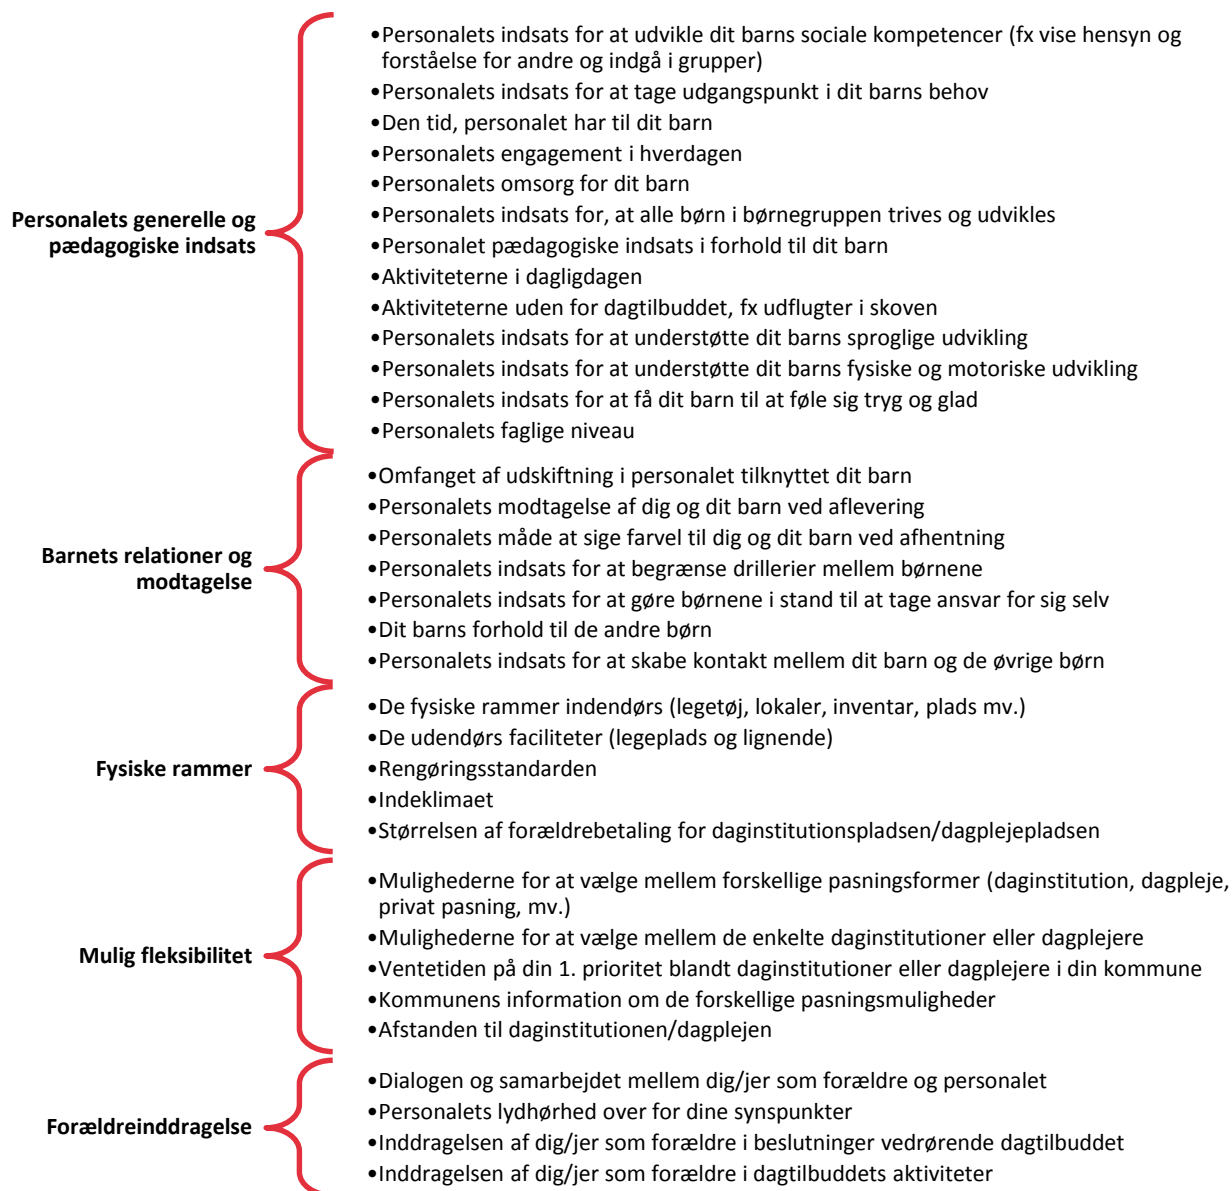 Personalets generelle og
pædagogiske indsats
•Personalets indsats for at udvikle dit barns sociale kompetencer (fx vise hensyn og
forståelse for andre og indgå i grupper)
•Personalets indsats for at tage udgangspunkt i dit barns behov
•Den tid, personalet har til dit barn
•Personalets engagement i hverdagen
•Personalets omsorg for dit barn
•Personalets indsats for, at alle børn i børnegruppen trives og udvikles
•Personalet pædagogiske indsats i forhold til dit barn
•Aktiviteterne i dagligdagen
•Aktiviteterne uden for dagtilbuddet, fx udflugter i skoven
•Personalets indsats for at understøtte dit barns sproglige udvikling
•Personalets indsats for at understøtte dit barns fysiske og motoriske udvikling
•Personalets indsats for at få dit barn til at føle sig tryg og glad
•Personalets faglige niveau
Barnets relationer og
modtagelse
•Omfanget af udskiftning i personalet tilknyttet dit barn
•Personalets modtagelse af dig og dit barn ved aflevering
•Personalets måde at sige farvel til dig og dit barn ved afhentning
•Personalets indsats for at begrænse drillerier mellem børnene
•Personalets indsats for at gøre børnene i stand til at tage ansvar for sig selv
•Dit barns forhold til de andre børn
•Personalets indsats for at skabe kontakt mellem dit barn og de øvrige børn
Fysiske rammer
•De fysiske rammer indendørs (legetøj, lokaler, inventar, plads mv.)
•De udendørs faciliteter (legeplads og lignende)
•Rengøringsstandarden
•Indeklimaet
•Størrelsen af forældrebetaling for daginstitutionspladsen/dagplejepladsen
Mulig fleksibilitet
•Mulighederne for at vælge mellem forskellige pasningsformer (daginstitution, dagpleje,
privat pasning, mv.)
•Mulighederne for at vælge mellem de enkelte daginstitutioner eller dagplejere
•Ventetiden på din 1. prioritet blandt daginstitutioner eller dagplejere i din kommune
•Kommunens information om de forskellige pasningsmuligheder
•Afstanden til daginstitutionen/dagplejen
Forældreinddragelse
•Dialogen og samarbejdet mellem dig/jer som forældre og personalet
•Personalets lydhørhed over for dine synspunkter
•Inddragelsen af dig/jer som forældre i beslutninger vedrørende dagtilbuddet
•Inddragelsen af dig/jer som forældre i dagtilbuddets aktiviteter